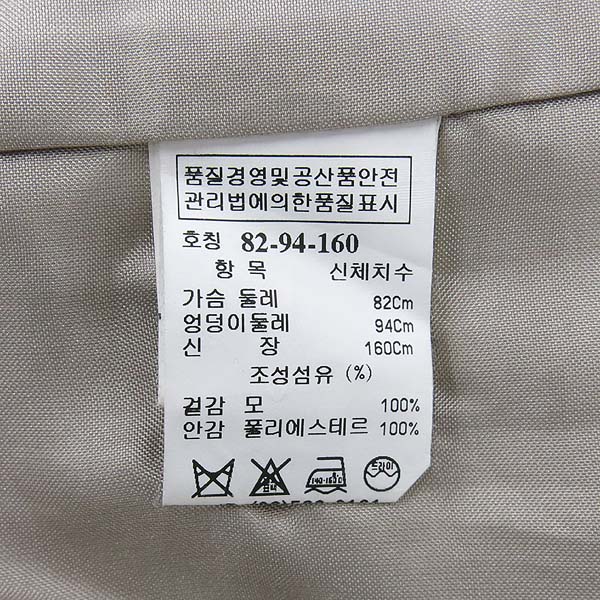 품질경영및공산품안전
관리법에의한품질표시
호칭 82-94-160
항 목 신체치수
가슴 둘레 82Cm
엉덩이둘레 94Cm
신 장 160Cm
조성섬유 (%)
겉감 모 100%
안감 폴리에스테르 100%
140-160℃ 드라이